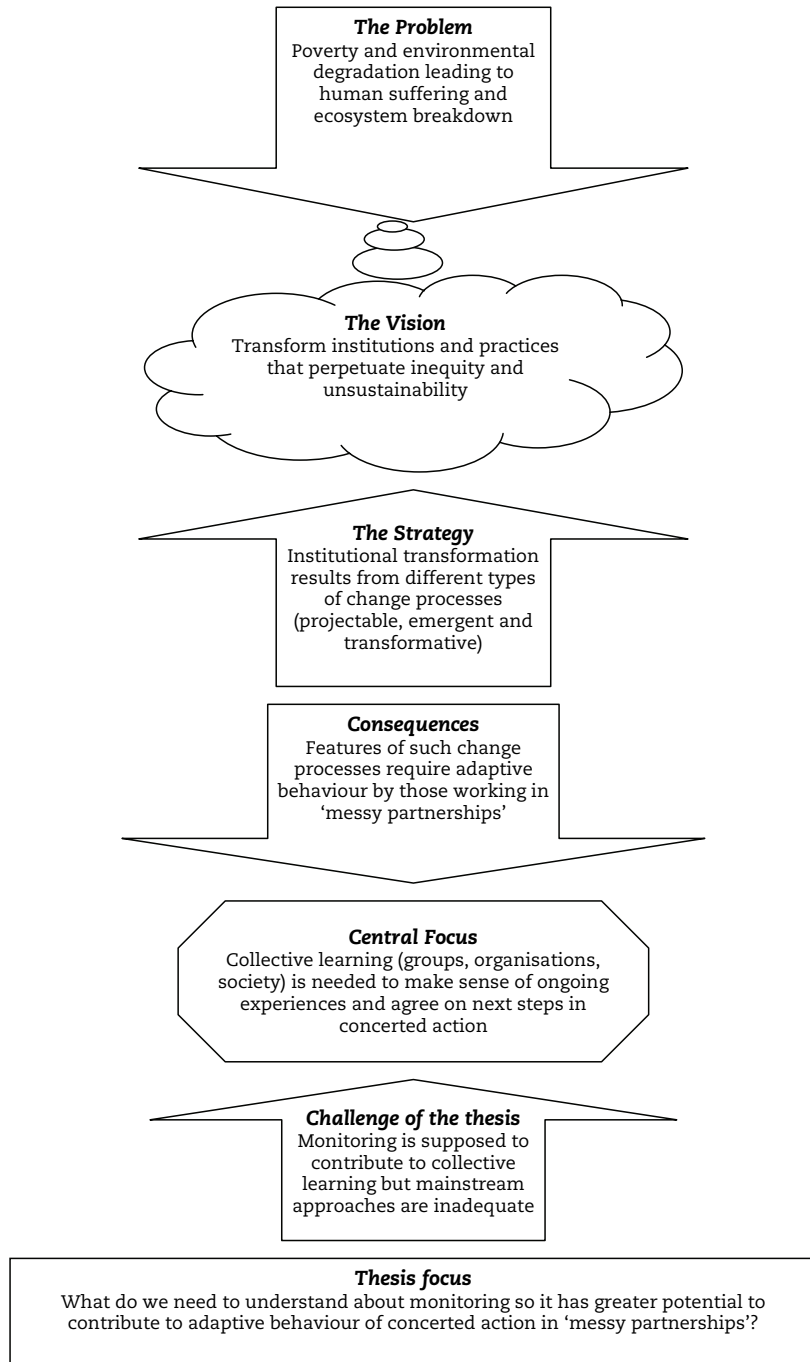 The Problem
Poverty and environmental
degradation leading to
human suffering and
ecosystem breakdown
The Vision
Transform institutions and practices
that perpetuate inequity and
unsustainability
The Strategy
Institutional transformation
results from different types
of change processes
(projectable, emergent and
transformative)
Consequences
Features of such change
processes require adaptive
behaviour by those working in
‘messy partnerships’
Central Focus
Collective learning (groups, organisations,
society) is needed to make sense of ongoing
experiences and agree on next steps in
concerted action
Challenge of the thesis
Monitoring is supposed to
contribute to collective
learning but mainstream
approaches are inadequate
Thesis focus
What do we need to understand about monitoring so it has greater potential to
contribute to adaptive behaviour of concerted action in ‘messy partnerships’?